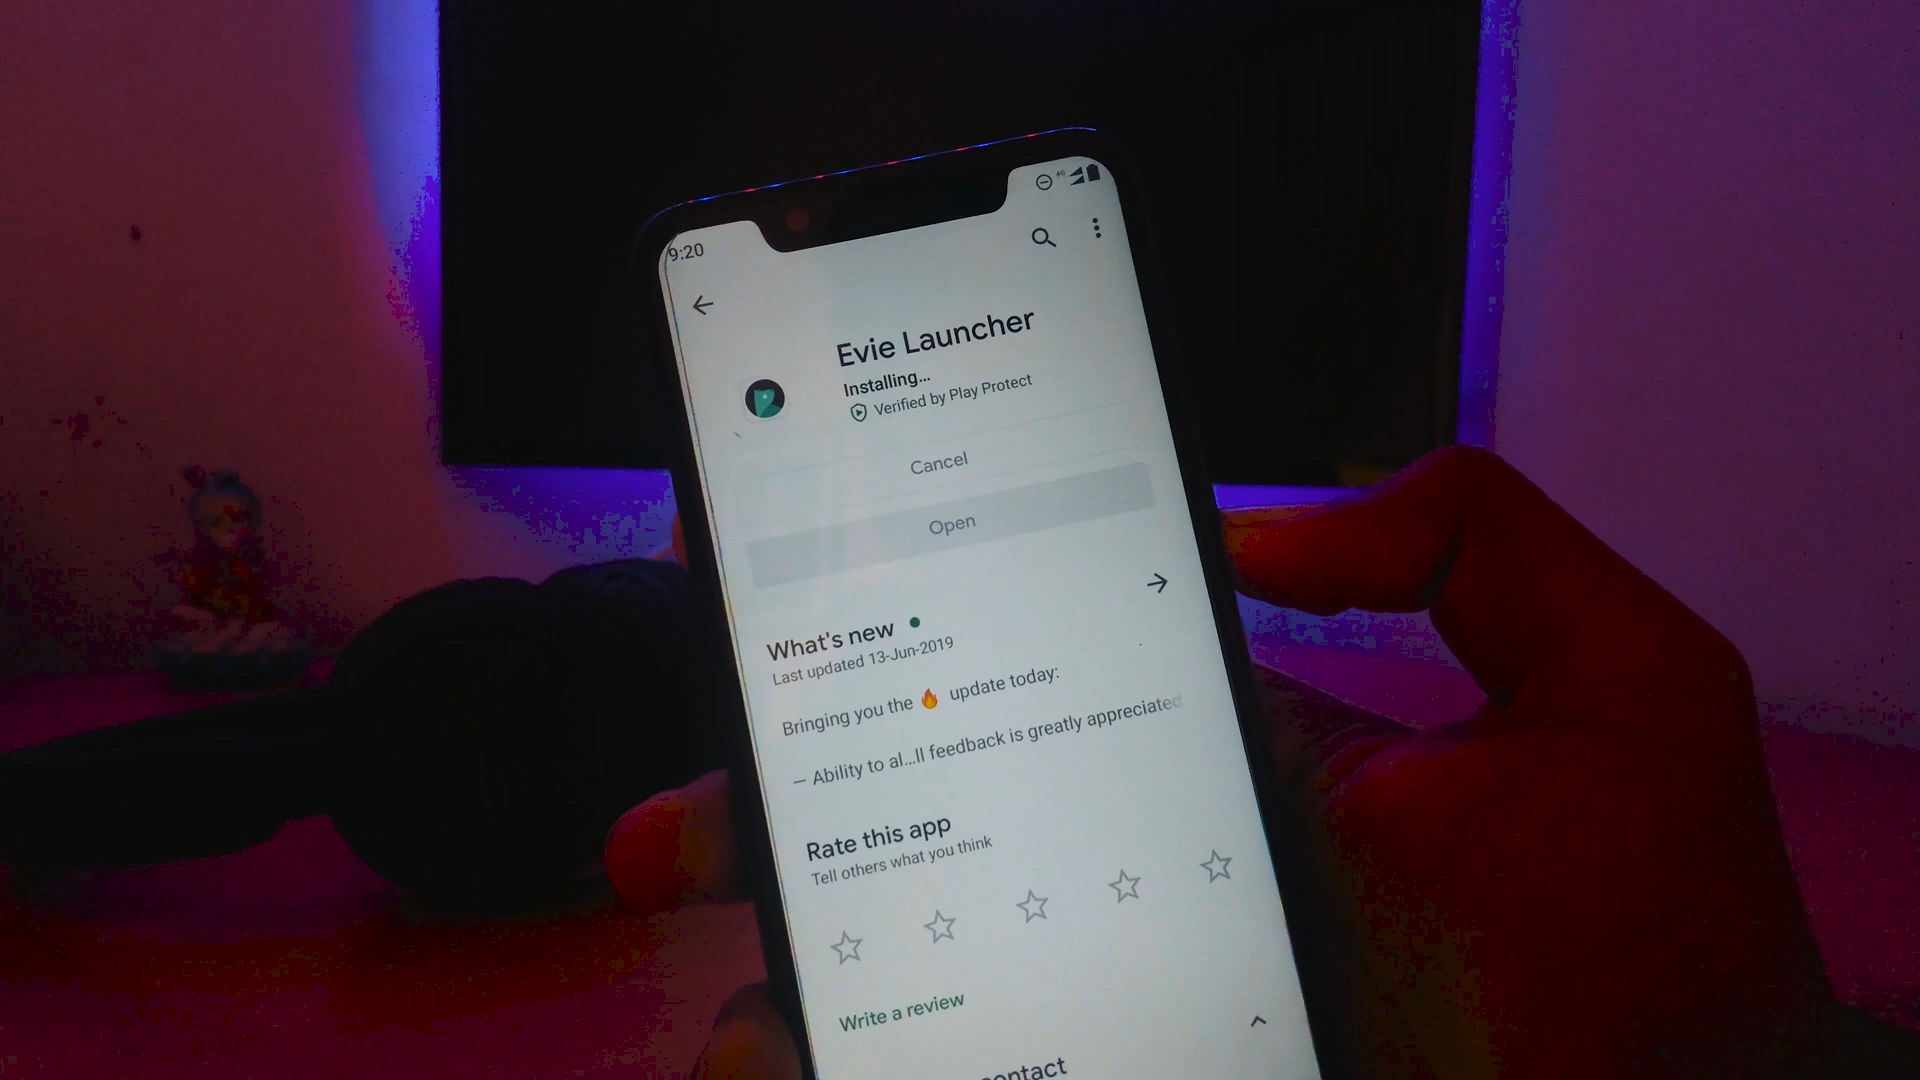 9:20
4G
Evie Launcher
Installing...
Verified by Play Protect
Cancel
Open
What's new
Last updated 13-Jun-2019
Bringing you the 🔥 update today:
– Ability to al...ll feedback is greatly appreciated
Rate this app
Tell others what you think
Write a review
contact